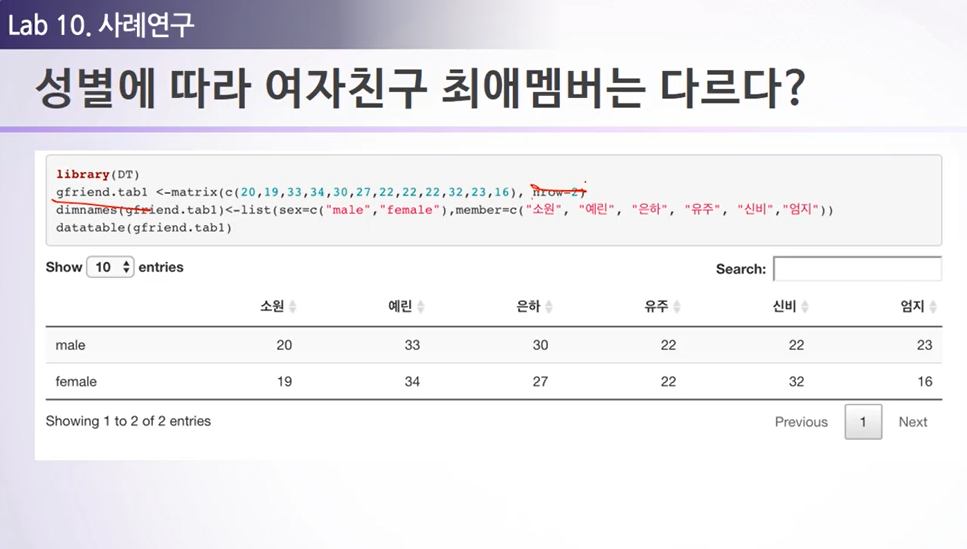 Lab 10. 사례연구
성별에 따라 여자친구 최애멤버는 다르다?
library(DT)
gfriend.tab1 <-matrix(c(20,19,33,34,30,27,22,22,22,32,23,16), nrow=2)
dimnames(gfriend.tab1)<-list(sex=c("male","female"),member=c("소원", "예린", "은하", "유주", "신비","엄지"))
datatable(gfriend.tab1)
Show 10 entries Search:
소원 예린 은하 유주 신비 엄지
male 20 33 30 22 22 23
female 19 34 27 22 32 16
Showing 1 to 2 of 2 entries Previous 1 Next